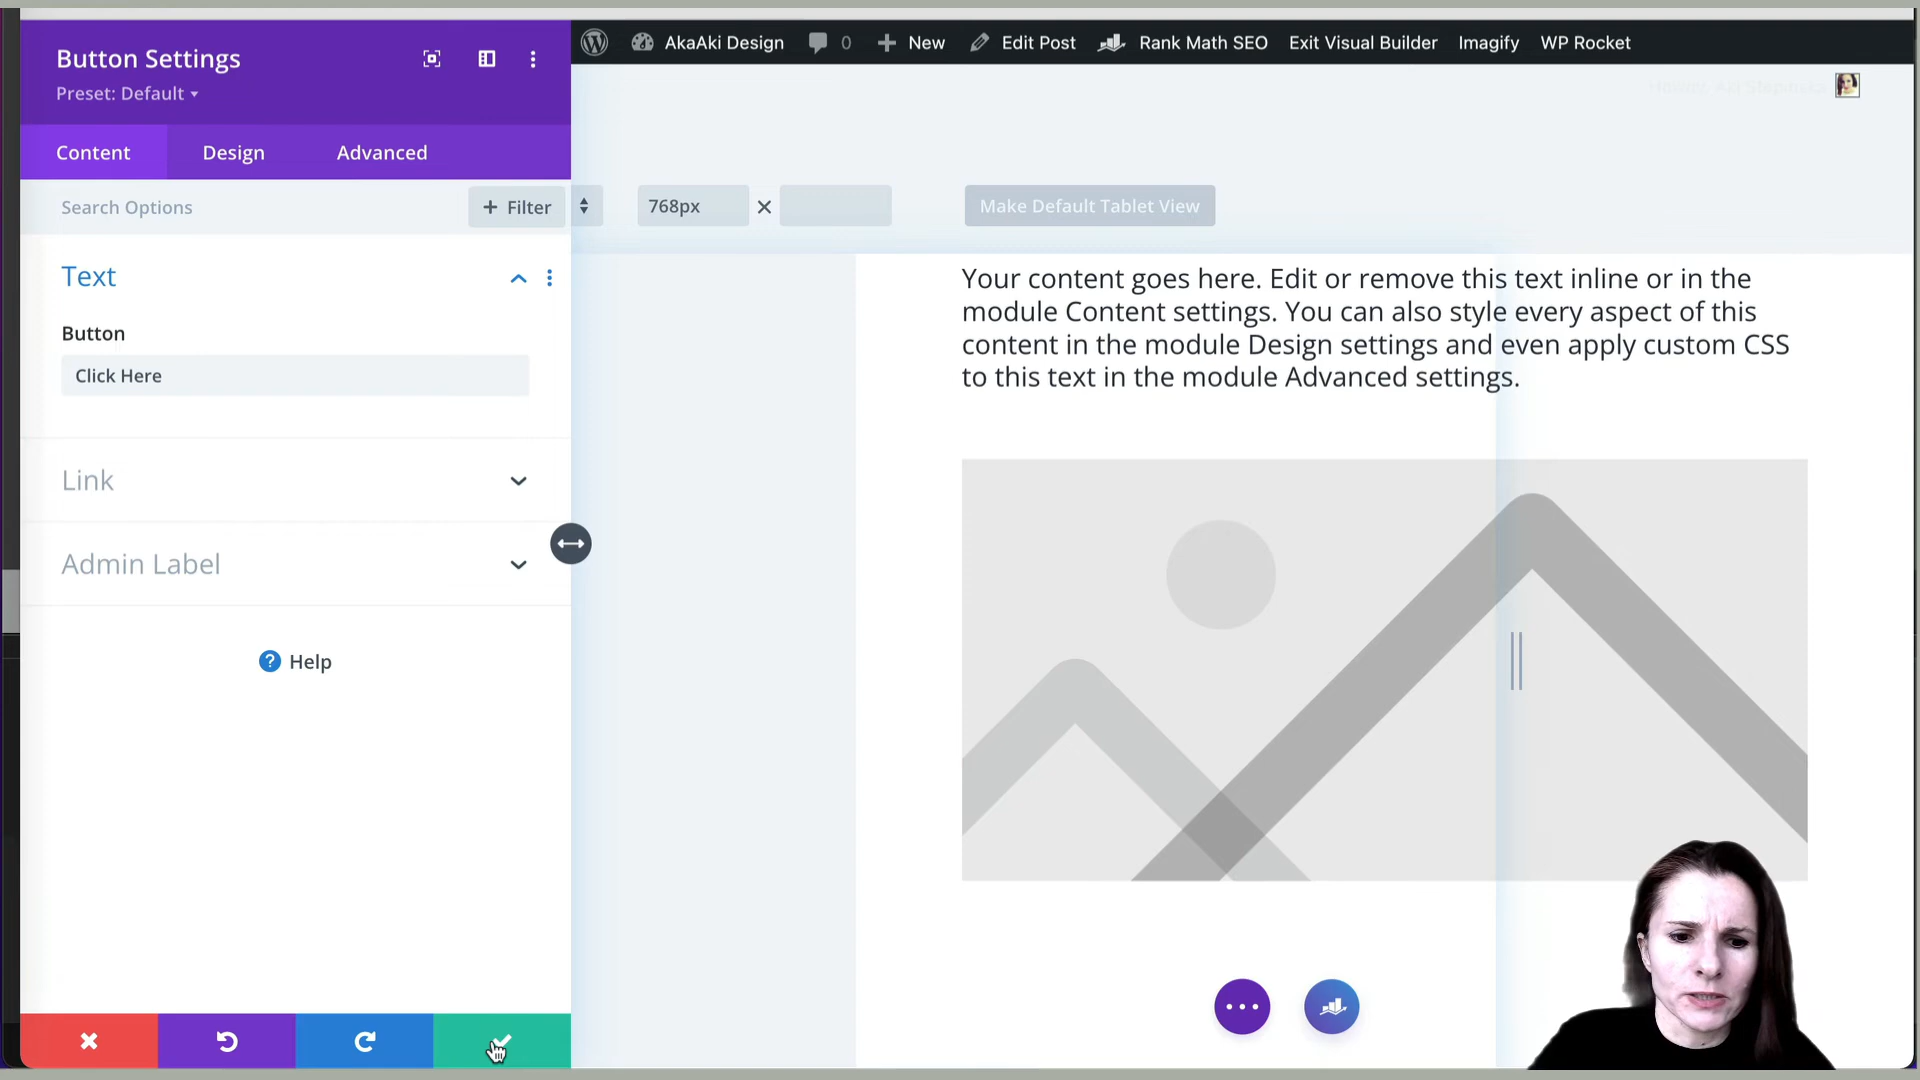 Button Settings
Preset: Default
Content Design Advanced
Search Options
+ Filter
Text
Button
Click Here
Link
Admin Label
? Help
AkaAki Design 0 + New Edit Post Rank Math SEO Exit Visual Builder Imagify WP Rocket
768px
Make Default Tablet View
Your content goes here. Edit or remove this text inline or in the
module Content settings. You can also style every aspect of this
content in the module Design settings and even apply custom CSS
to this text in the module Advanced settings.